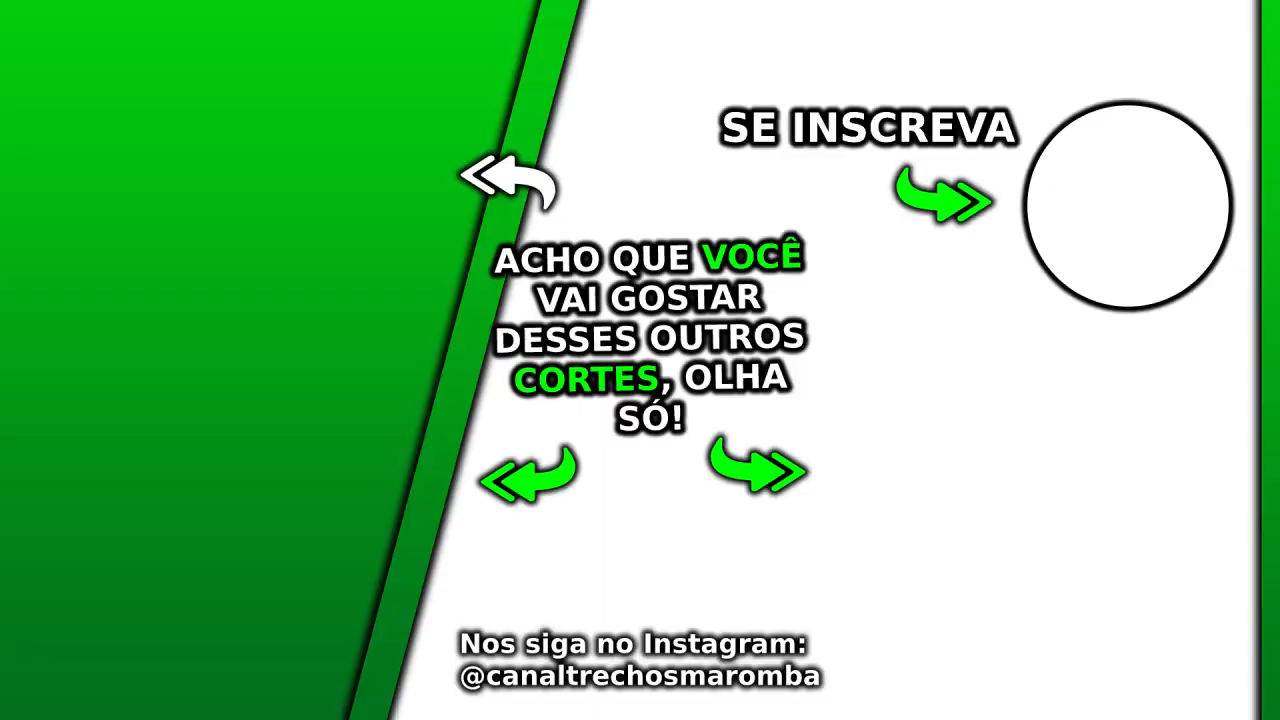 SE INSCREVA
ACHO QUE VOCÊ
VAI GOSTAR
DESSES OUTROS
CORTES, OLHA
SÓ!
Nos siga no Instagram:
@canaltrechosmaromba